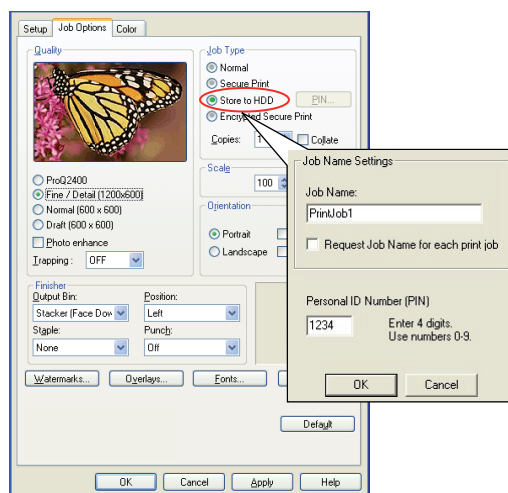 Setup Job Options Color
Quality
ProQ2400
Fine / Detail (1200x600)
Normal (600 x 600)
Draft (600 x 600)
Photo enhance
Trapping : OFF
Job Type
Normal
Secure Print
Store to HDD PIN...
Encrypted Secure Print
Copies: 1 Collate
Scale
100
Orientation
Portrait
Landscape
Finisher
Output Bin: Position:
Stacker (Face Dow Left
Staple: Punch:
None Off
Watermarks... Overlays... Fonts...
Default
OK Cancel Apply Help
Job Name Settings
Job Name:
PrintJob1
Request Job Name for each print job
Personal ID Number (PIN)
1234 Enter 4 digits.
Use numbers 0-9.
OK Cancel